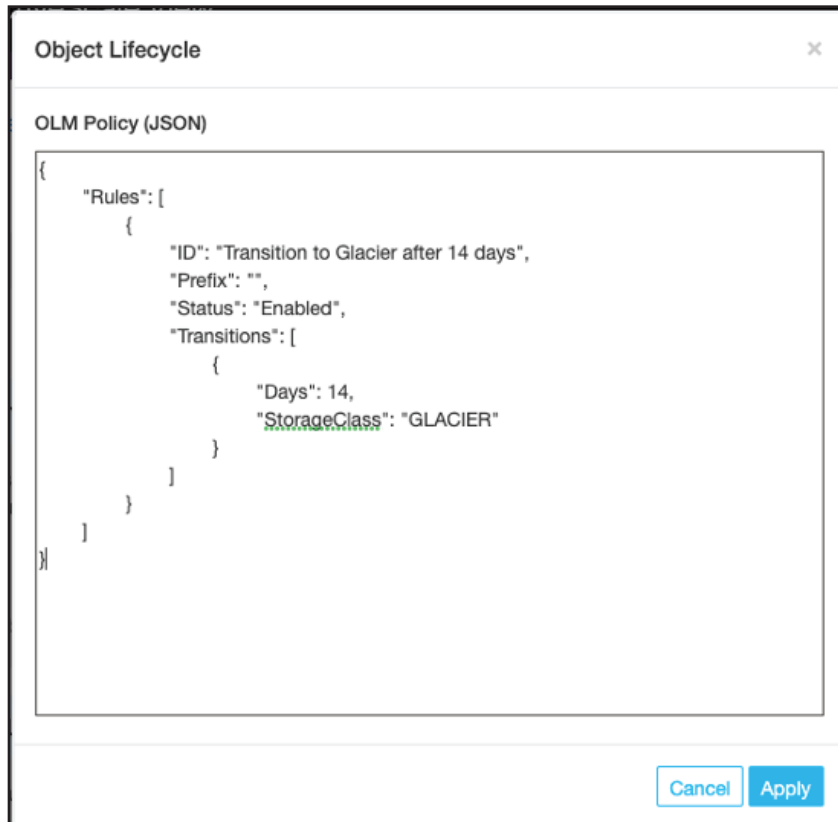 Object Lifecycle ×
OLM Policy (JSON)
{
"Rules": [
{
"ID": "Transition to Glacier after 14 days",
"Prefix": "",
"Status": "Enabled",
"Transitions": [
{
"Days": 14,
"StorageClass": "GLACIER"
}
]
}
]
}
Cancel Apply